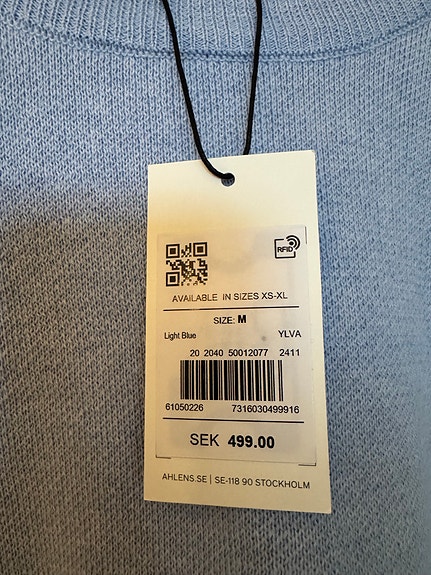 RFID
AVAILABLE IN SIZES XS-XL
SIZE: M
Light Blue YLVA
20 2040 50012077 2411
61050226 7316030499916
SEK 499.00
AHLENS.SE | SE-118 90 STOCKHOLM